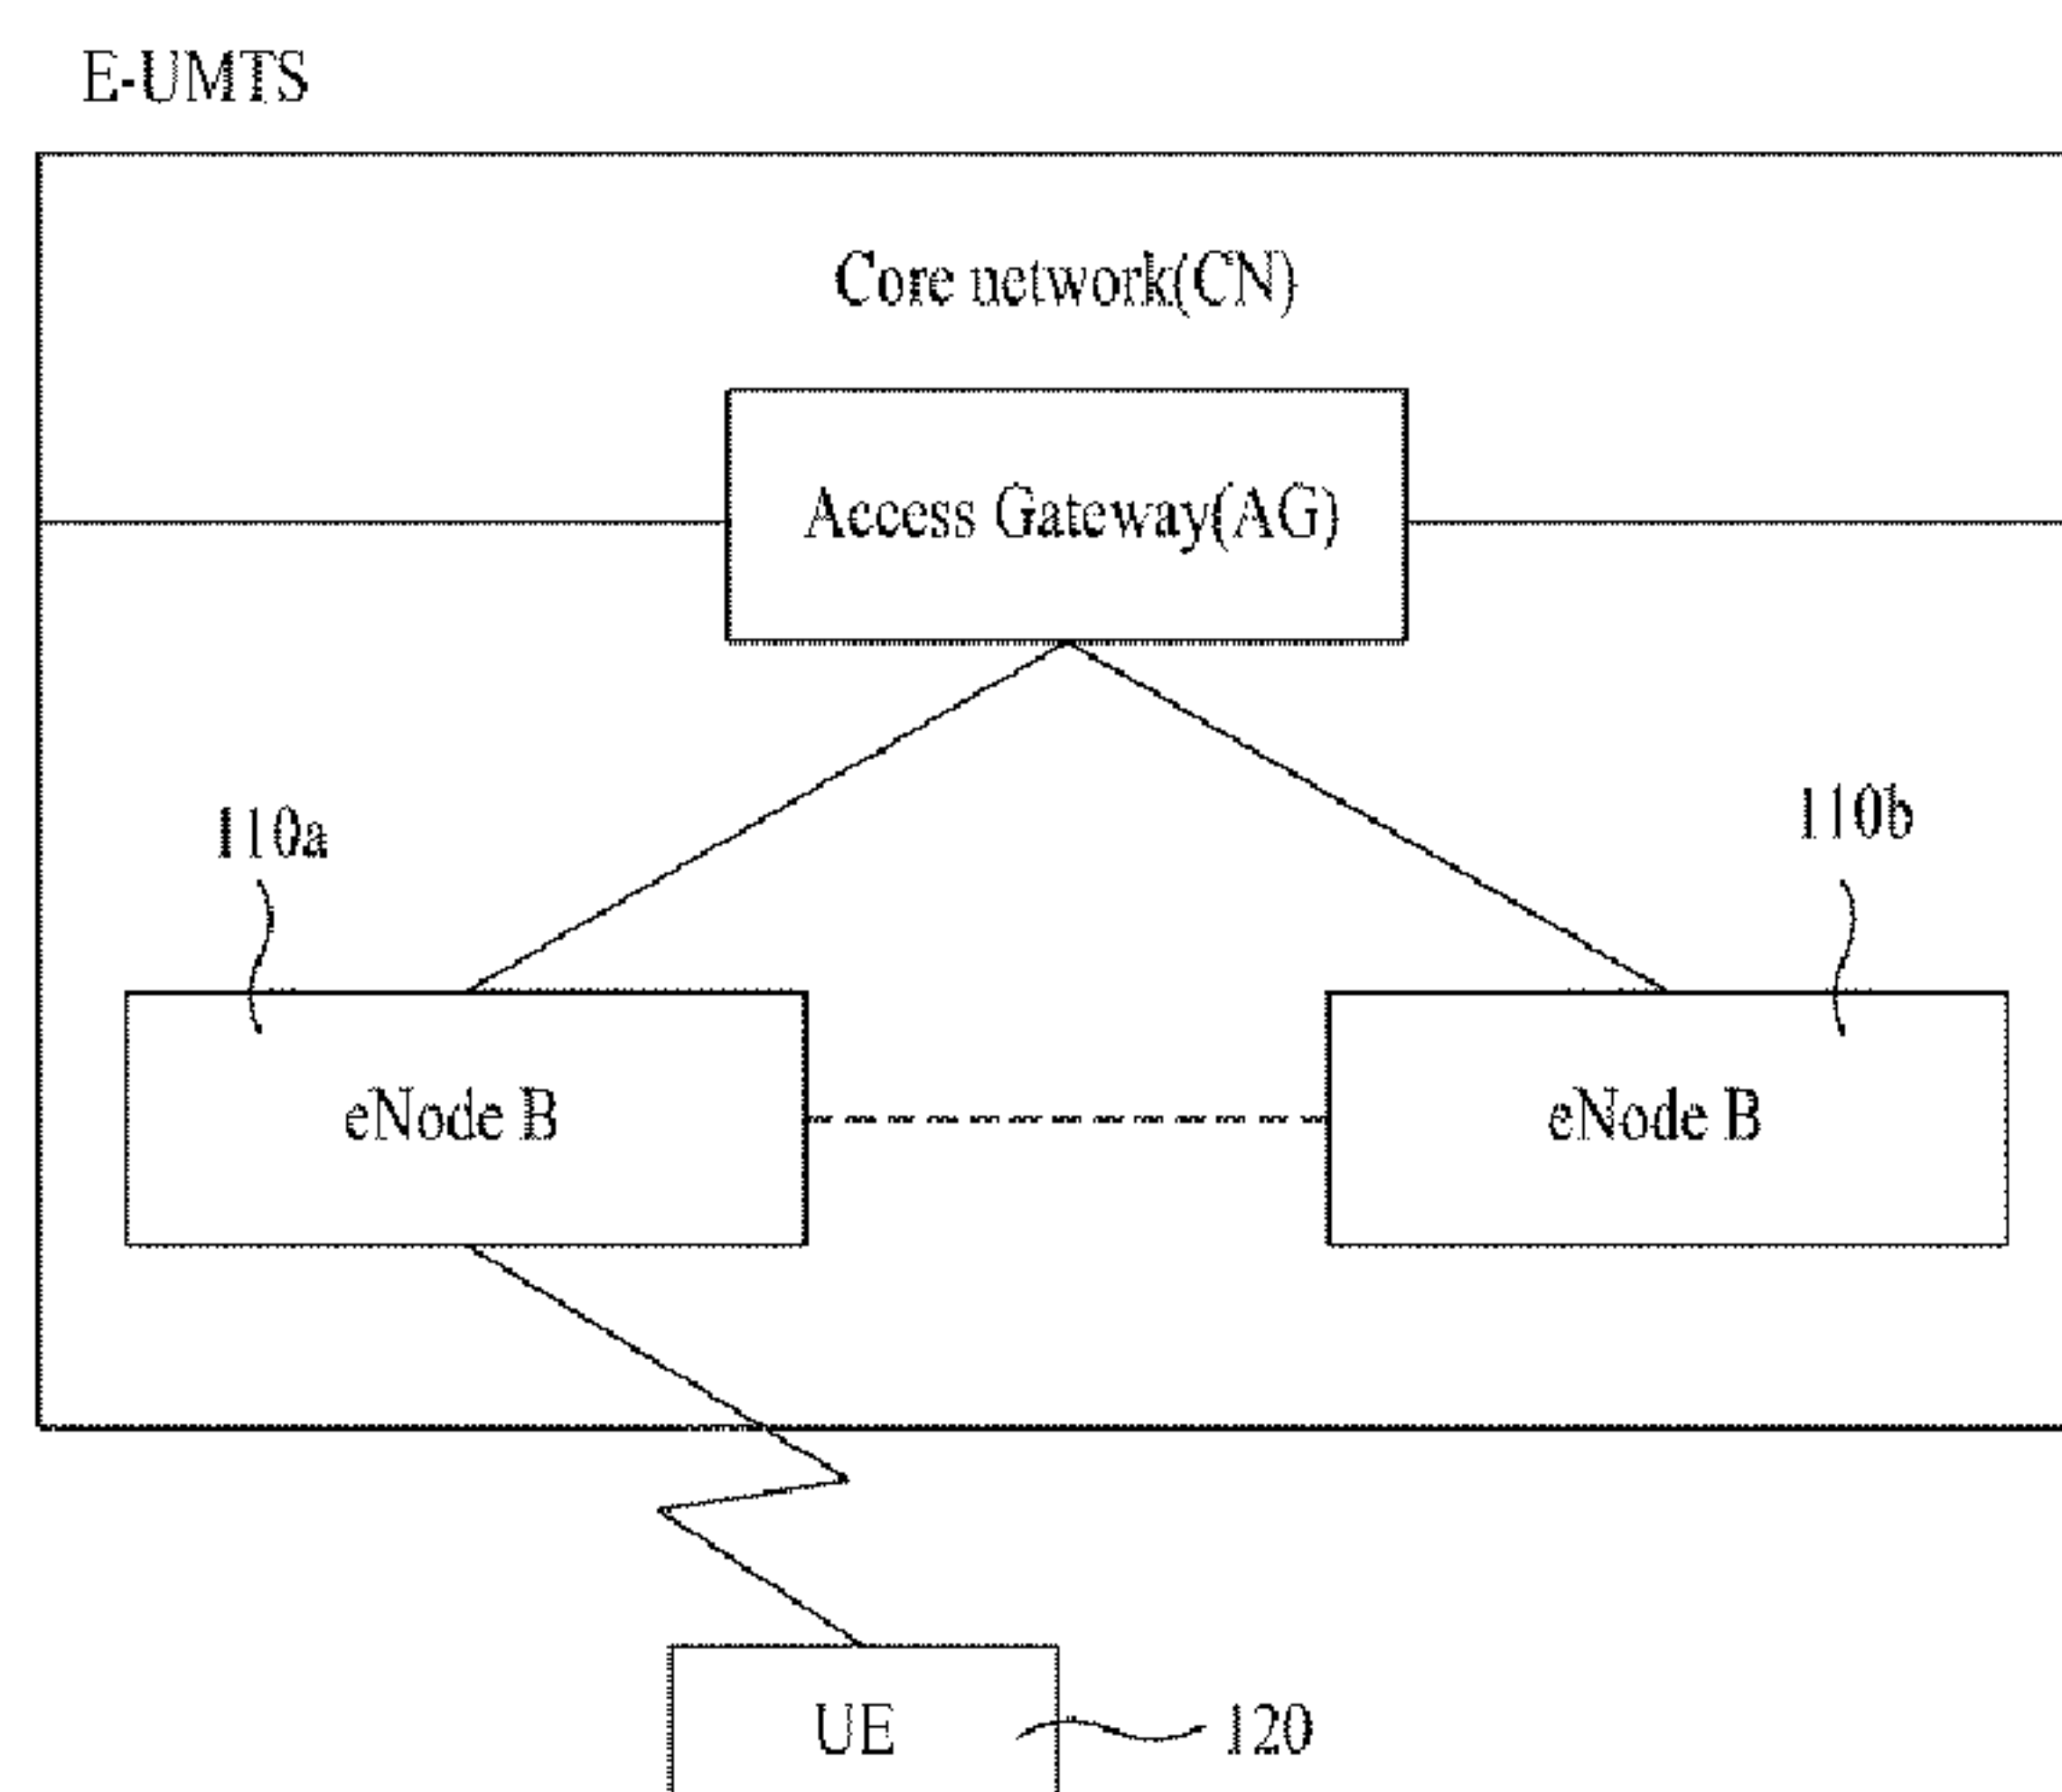 E-UMTS
Core network(CN)
Access Gateway(AG)
110a
110b
eNode B
eNode B
UE
120